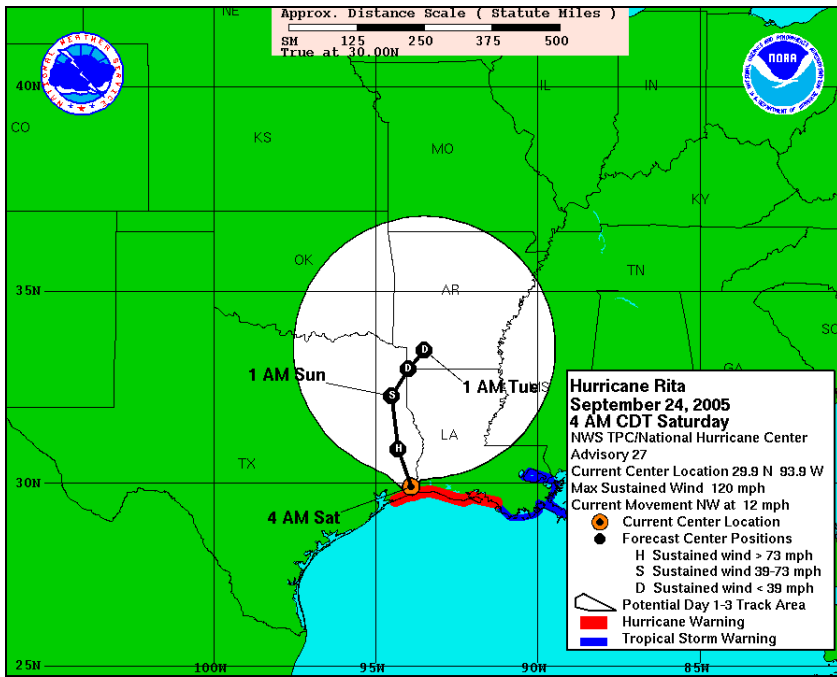 Approx. Distance Scale ( Statute Miles )
SM 125 250 375 500
True at 30.00N
NATIONAL WEATHER SERVICE
NOAA
NE
IL
IN
40N
CO
KS
MO
KY
OK
TN
35N
AR
SC
GA
1 AM Sun
1 AM Tue
MS
D
D
S
H
LA
TX
30N
4 AM Sat
25N
100W
95W
90W
85W
Hurricane Rita
September 24, 2005
4 AM CDT Saturday
NWS TPC/National Hurricane Center
Advisory 27
Current Center Location 29.9 N 93.9 W
Max Sustained Wind 120 mph
Current Movement NW at 12 mph
Current Center Location
Forecast Center Positions
H Sustained wind > 73 mph
S Sustained wind 39-73 mph
D Sustained wind < 39 mph
Potential Day 1-3 Track Area
Hurricane Warning
Tropical Storm Warning